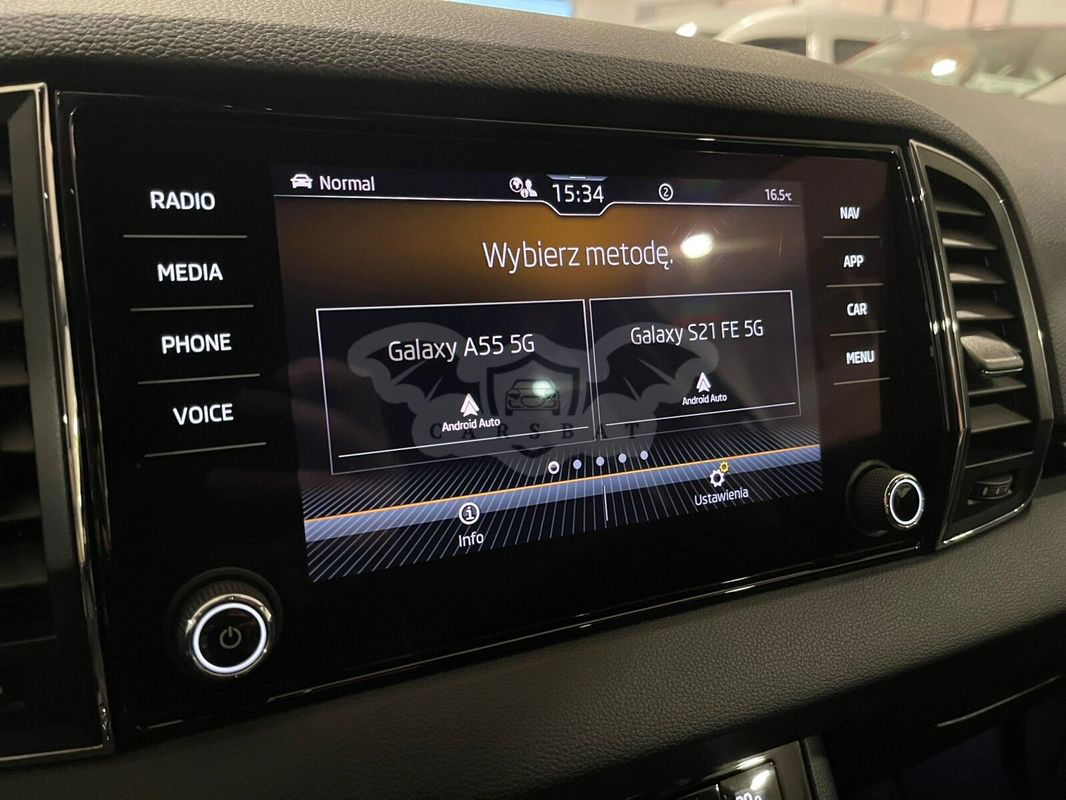 Normal
15:34
2
16.5°C
Wybierz metodę.
Galaxy A55 5G
Android Auto
Galaxy S21 FE 5G
Android Auto
CARSBAT
Info
Ustawienia
RADIO
MEDIA
PHONE
VOICE
NAV
APP
CAR
MENU